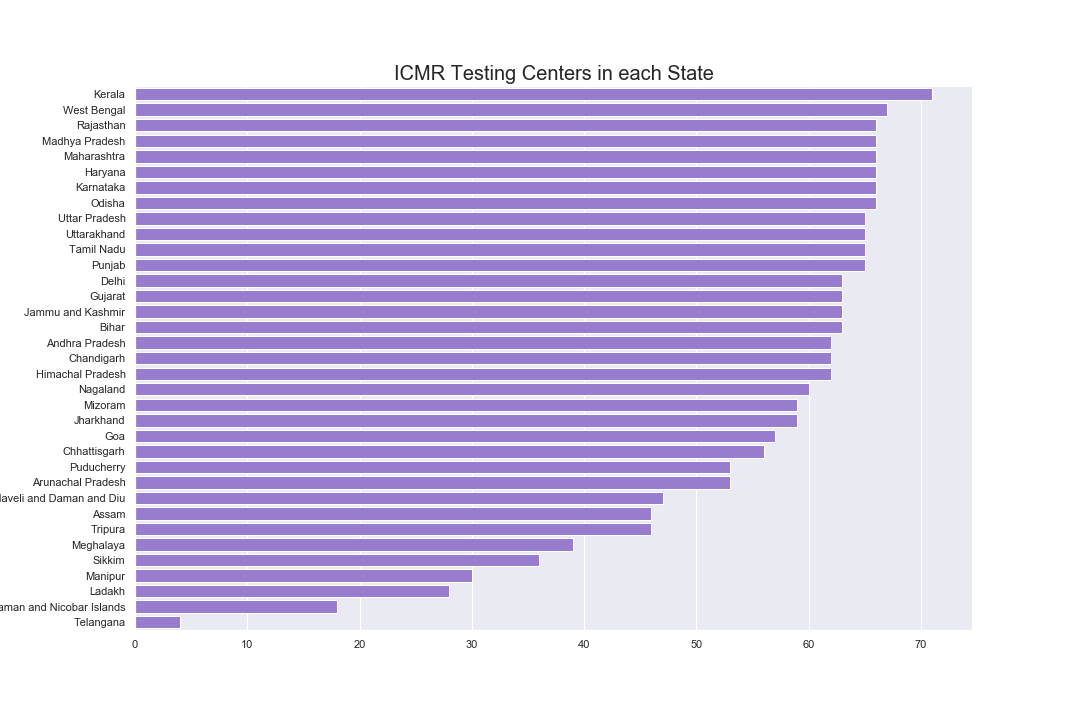 ICMR Testing Centers in each State
Kerala
West Bengal
Rajasthan
Madhya Pradesh
Maharashtra
Haryana
Karnataka
Odisha
Uttar Pradesh
Uttarakhand
Tamil Nadu
Punjab
Delhi
Gujarat
Jammu and Kashmir
Bihar
Andhra Pradesh
Chandigarh
Himachal Pradesh
Nagaland
Mizoram
Jharkhand
Goa
Chhattisgarh
Puducherry
Arunachal Pradesh
aveli and Daman and Diu
Assam
Tripura
Meghalaya
Sikkim
Manipur
Ladakh
aman and Nicobar Islands
Telangana
0 10 20 30 40 50 60 70